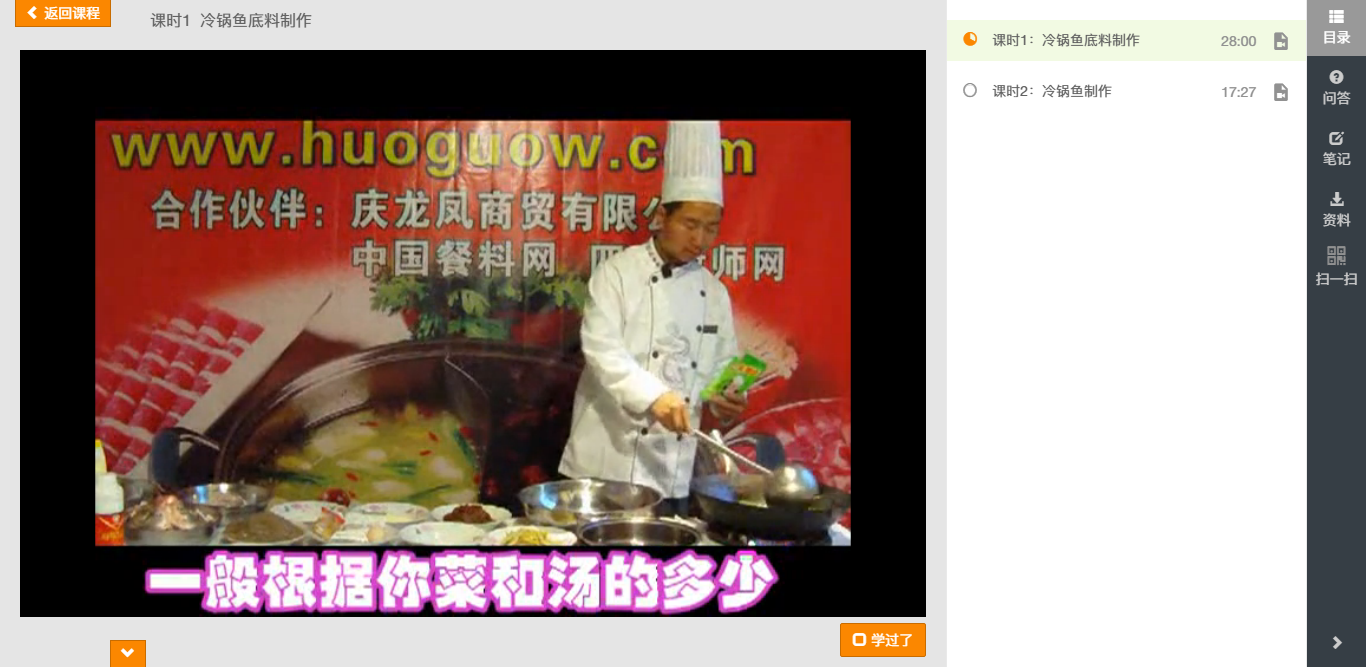 返回课程
课时1 冷锅鱼底料制作
www.huoguow.c m
合作伙伴：庆龙凤商贸有限公
中国餐料网 四 师网
一般根据你菜和汤的多少
学过了
课时1：冷锅鱼底料制作 28:00
课时2：冷锅鱼制作 17:27
目录
问答
笔记
资料
扫一扫